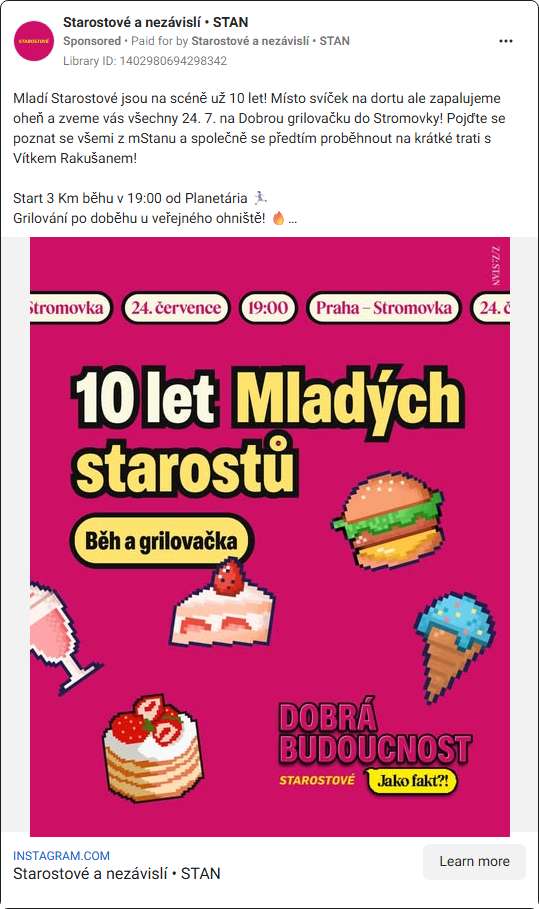 Starostové a nezávislí • STAN
Sponsored • Paid for by Starostové a nezávislí • STAN
Library ID: 1402980694298342
STAROSTOVÉ
Mladí Starostové jsou na scéně už 10 let! Místo svíček na dortu ale zapalujeme
oheň a zveme vás všechny 24. 7. na Dobrou grilovačku do Stromovky! Pojďte se
poznat se všemi z mStanu a společně se předtím proběhnout na krátké trati s
Vítkem Rakušanem!
Start 3 Km běhu v 19:00 od Planetária 🏃‍♀️
Grilování po doběhu u veřejného ohniště! 🔥 ...
Z/Z:STAN
Stromovka 24. července 19:00 Praha – Stromovka 24. č
10 let Mladých
starostů
Běh a grilovačka
DOBRÁ
BUDOUCNOST
STAROSTOVÉ Jako fakt?!
INSTAGRAM.COM
Starostové a nezávislí • STAN
Learn more